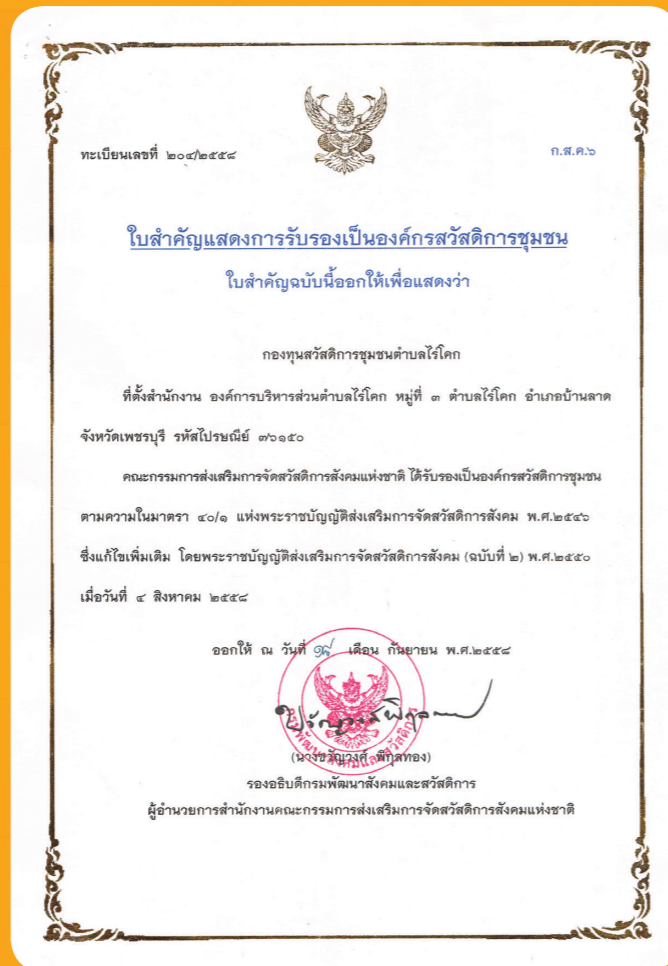 ทะเบียนเลขที่ ๒๐๔/๒๕๕๘
ก.ส.ค.๖
ใบสำคัญแสดงการรับรองเป็นองค์กรสวัสดิการชุมชน
ใบสำคัญฉบับนี้ออกให้เพื่อแสดงว่า
กองทุนสวัสดิการชุมชนตำบลไร่โคก
ที่ตั้งสำนักงาน องค์การบริหารส่วนตำบลไร่โคก หมู่ที่ ๓ ตำบลไร่โคก อำเภอบ้านลาด
จังหวัดเพชรบุรี รหัสไปรษณีย์ ๗๖๑๕๐
คณะกรรมการส่งเสริมการจัดสวัสดิการสังคมแห่งชาติ ได้รับรองเป็นองค์กรสวัสดิการชุมชน
ตามความในมาตรา ๔๐/๑ แห่งพระราชบัญญัติส่งเสริมการจัดสวัสดิการสังคม พ.ศ.๒๕๔๖
ซึ่งแก้ไขเพิ่มเติม โดยพระราชบัญญัติส่งเสริมการจัดสวัสดิการสังคม (ฉบับที่ ๒) พ.ศ.๒๕๕๐
เมื่อวันที่ ๔ สิงหาคม ๒๕๕๘
ออกให้ ณ วันที่ เดือน กันยายน พ.ศ.๒๕๕๘
(นางขวัญวงศ์ พิกุลทอง)
รองอธิบดีกรมพัฒนาสังคมและสวัสดิการ
ผู้อำนวยการสำนักงานคณะกรรมการส่งเสริมการจัดสวัสดิการสังคมแห่งชาติ